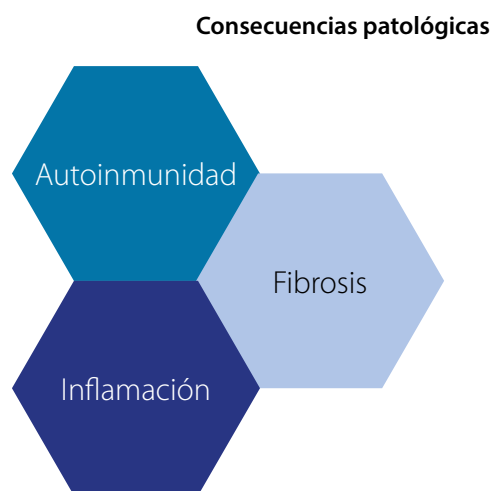 Consecuencias patológicas
Autoinmunidad
Fibrosis
Inflamación